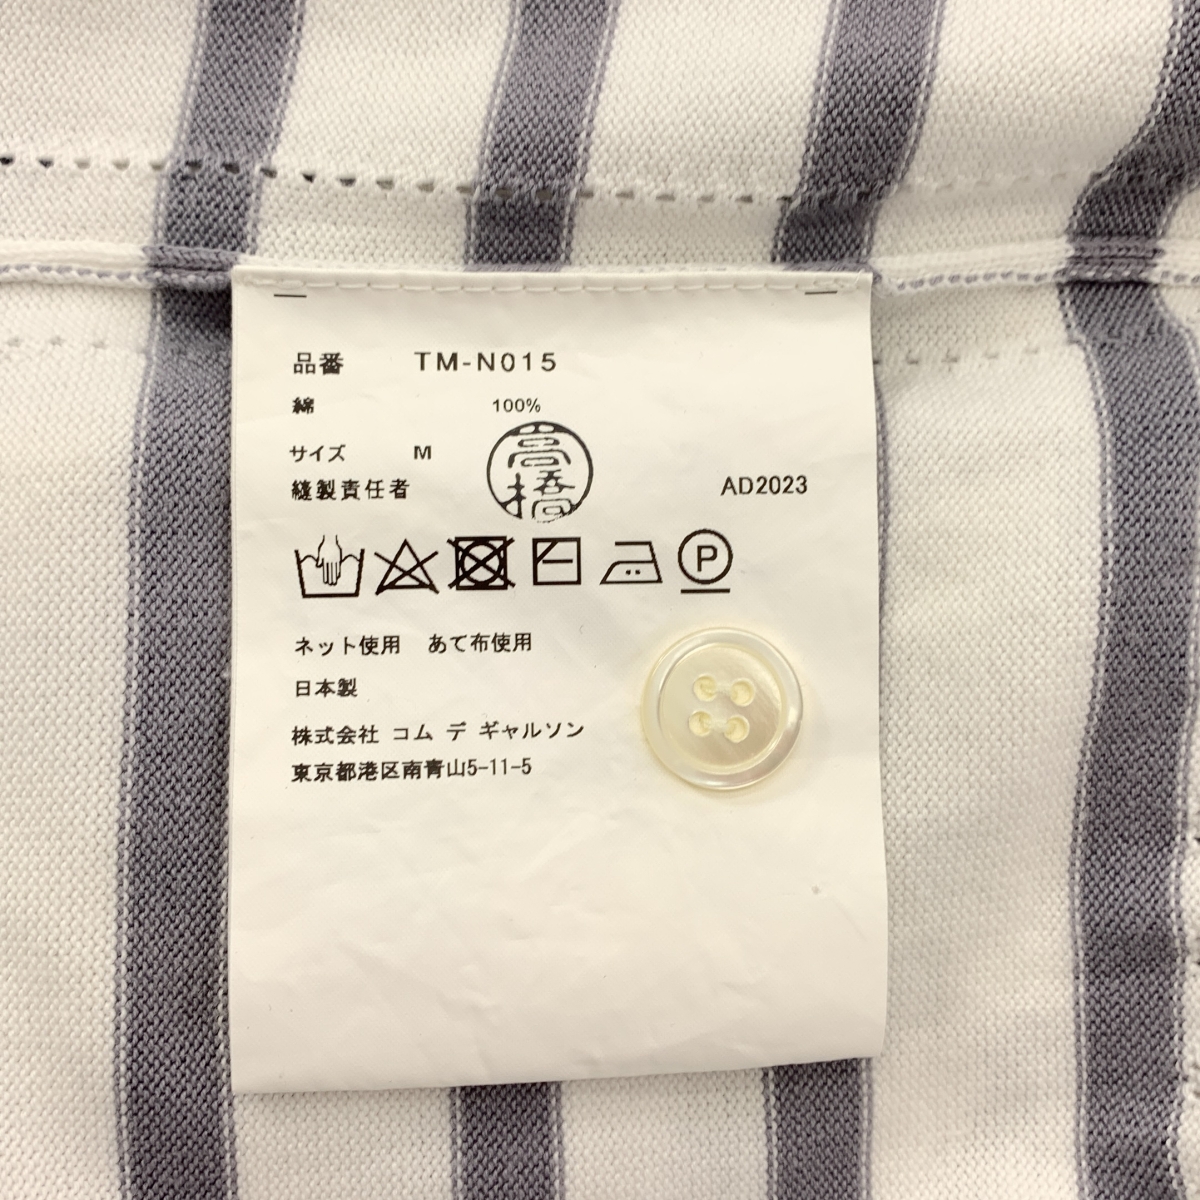 品番 TM-N015
綿 100%
サイズ M
縫製責任者 高橋 AD2023
P
ネット使用 あて布使用
日本製
株式会社 コム デ ギャルソン
東京都港区南青山5-11-5